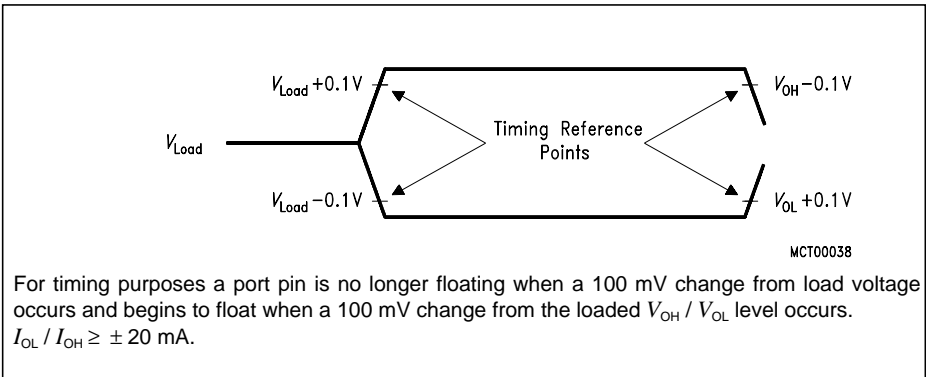 V_Load +0.1V
V_OH −0.1V
V_Load
Timing Reference
Points
V_Load −0.1V
V_OL +0.1V
MCT00038
For timing purposes a port pin is no longer floating when a 100 mV change from load voltage
occurs and begins to float when a 100 mV change from the loaded V_OH / V_OL level occurs.
I_OL / I_OH ≥ ± 20 mA.